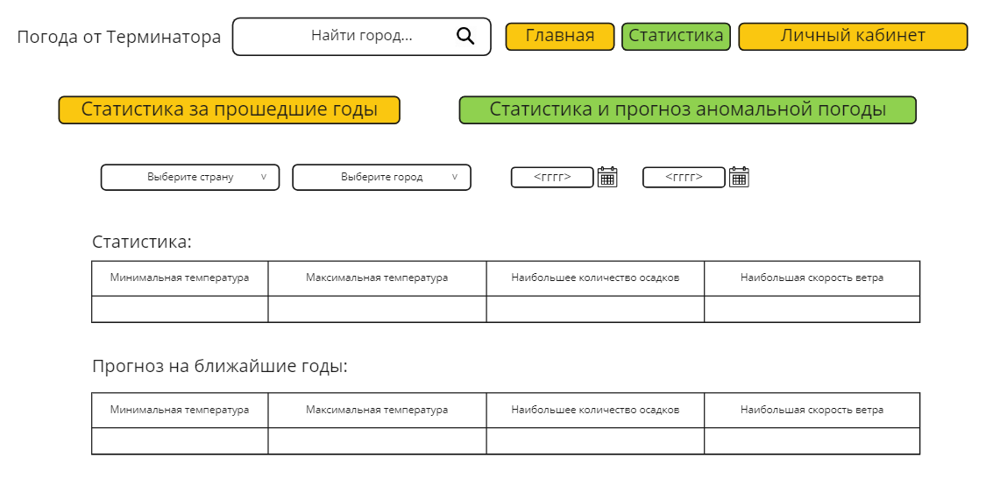 Погода от Терминатора
Найти город...
Главная
Статистика
Личный кабинет
Статистика за прошедшие годы
Статистика и прогноз аномальной погоды
Выберите страну
Выберите город
<гггг>
<гггг>
Статистика:
Минимальная температура
Максимальная температура
Наибольшее количество осадков
Наибольшая скорость ветра
Прогноз на ближайшие годы:
Минимальная температура
Максимальная температура
Наибольшее количество осадков
Наибольшая скорость ветра